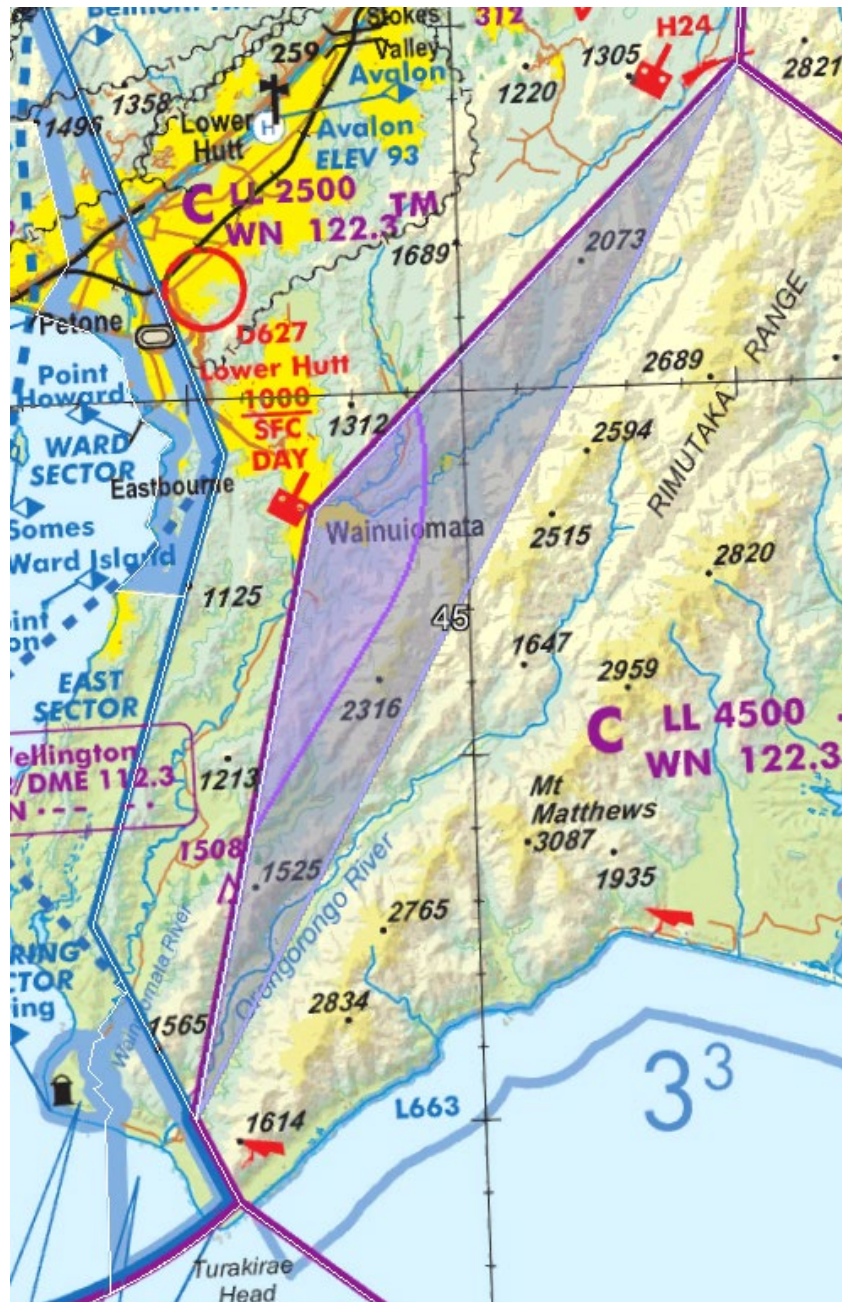 Stokes
Valley
312
H24
259
1305
2821
1220
Avalon
1358
1496
Lower
Hutt
H
Avalon
ELEV 93
C LL 2500
WN 122.3
TM
1689
2073
Petone
D627
Lower Hutt
1000
SFC
DAY
RIMUTAKA RANGE
2689
Point
Howard
1312
WARD
SECTOR
2594
Eastbourne
Somes
Ward Island
Wainuiomata
2515
2820
1125
45
1647
EAST
SECTOR
2316
2959
C LL 4500
WN 122.3
/DME 112.3
1213
Mt
Matthews
3087
1508
1525
1935
Orongorongo River
2765
Wainuiomata River
2834
1565
L663
3³
1614
Turakirae
Head